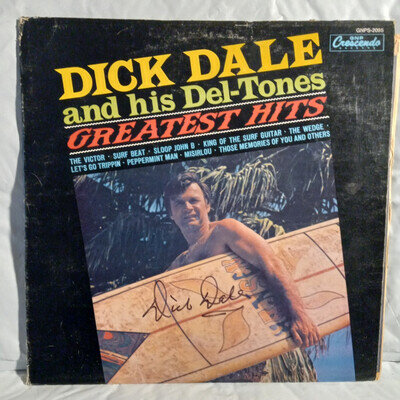 GNPS-2095
GNP
Crescendo
DICK DALE
and his Del-Tones
GREATEST HITS
THE VICTOR · SURF BEAT · SLOOP JOHN B · KING OF THE SURF GUITAR · THE WEDGE
LET'S GO TRIPPIN · PEPPERMINT MAN · MISIRLOU · THOSE MEMORIES OF YOU AND OTHERS
Dick Dale